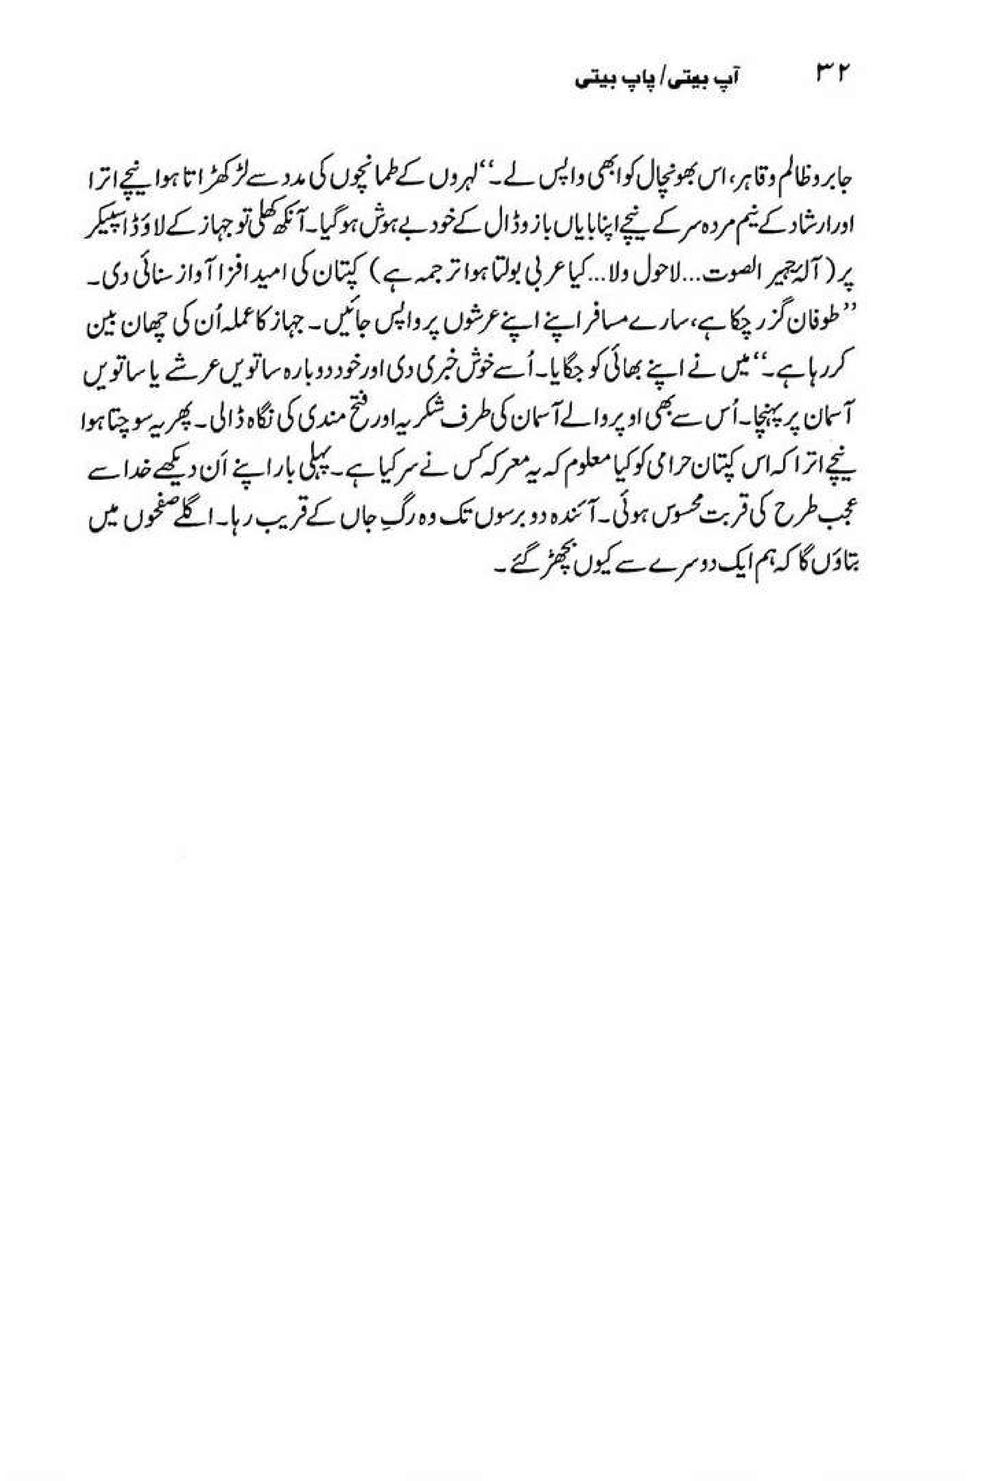 ۳۲ آپ بیتی/ پاپ بیتی
جابر و ظالم و قاہر، اس بھونچال کو ابھی واپس لے۔“ لہروں کے طمانچوں کی مدد سے لڑکھڑاتا ہوا نیچے اترا
اور ارشاد کے نیم مردہ سر کے نیچے اپنا بایاں بازو ڈال کے خود بے ہوش ہو گیا۔ آنکھ کھلی تو جہاز کے لاؤڈ اسپیکر
پر (آلۂ جہیر الصوت... لاحول ولا... کیا عربی بولتا ہوا ترجمہ ہے) کپتان کی امید افزا آواز سنائی دی۔
”طوفان گزر چکا ہے، سارے مسافر اپنے اپنے عرشوں پر واپس جائیں۔ جہاز کا عملہ اُن کی چھان بین
کر رہا ہے۔“ میں نے اپنے بھائی کو جگایا۔ اُسے خوش خبری دی اور خود دوبارہ ساتویں عرشے یا ساتویں
آسمان پر پہنچا۔ اُس سے بھی اوپر والے آسمان کی طرف شکریہ اور فتح مندی کی نگاہ ڈالی۔ پھر یہ سوچتا ہوا
نیچے اترا کہ اس کپتان حرامی کو کیا معلوم کہ یہ معرکہ کس نے سر کیا ہے۔ پہلی بار اپنے اَن دیکھے خدا سے
عجب طرح کی قربت محسوس ہوئی۔ آئندہ دو برسوں تک وہ رگِ جاں کے قریب رہا۔ اگلے صفحوں میں
بتاؤں گا کہ ہم ایک دوسرے سے کیوں بچھڑ گئے۔